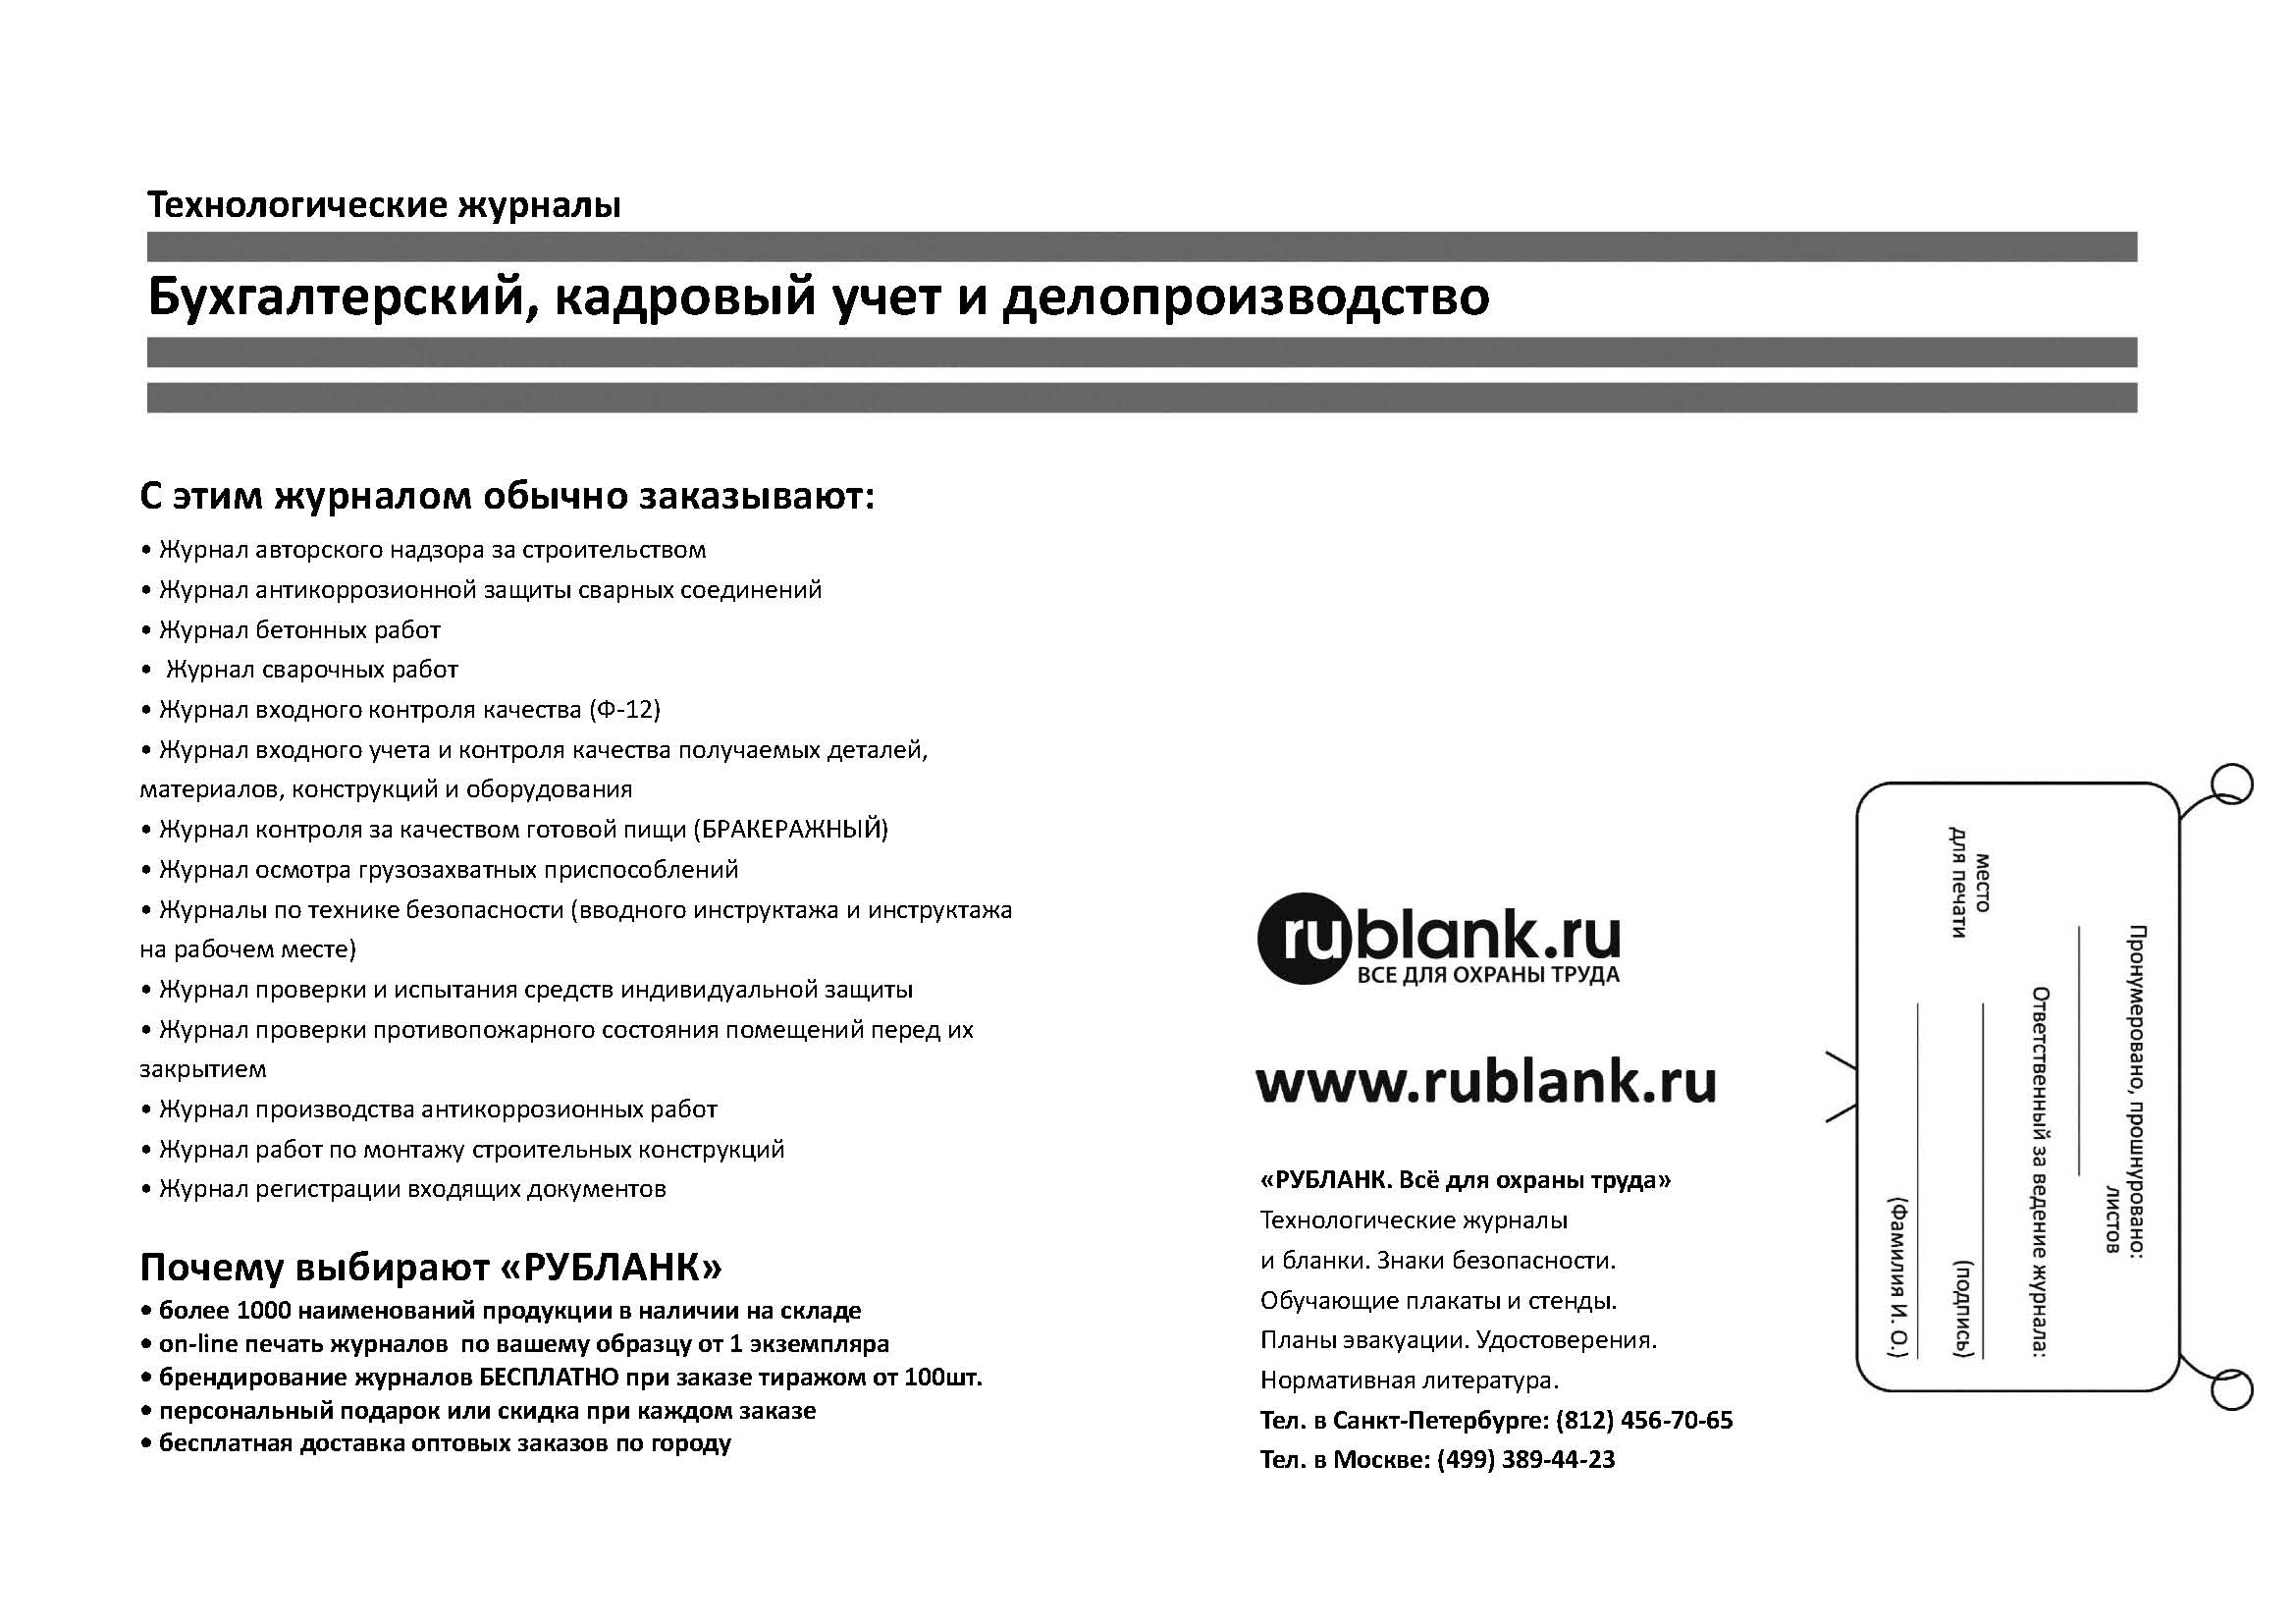 Технологические журналы
Бухгалтерский, кадровый учет и делопроизводство
С этим журналом обычно заказывают:
• Журнал авторского надзора за строительством
• Журнал антикоррозионной защиты сварных соединений
• Журнал бетонных работ
• Журнал сварочных работ
• Журнал входного контроля качества (Ф-12)
• Журнал входного учета и контроля качества получаемых деталей,
материалов, конструкций и оборудования
• Журнал контроля за качеством готовой пищи (БРАКЕРАЖНЫЙ)
• Журнал осмотра грузозахватных приспособлений
• Журналы по технике безопасности (вводного инструктажа и инструктажа
на рабочем месте)
• Журнал проверки и испытания средств индивидуальной защиты
• Журнал проверки противопожарного состояния помещений перед их
закрытием
• Журнал производства антикоррозионных работ
• Журнал работ по монтажу строительных конструкций
• Журнал регистрации входящих документов
Почему выбирают «РУБЛАНК»
• более 1000 наименований продукции в наличии на складе
• on-line печать журналов по вашему образцу от 1 экземпляра
• брендирование журналов БЕСПЛАТНО при заказе тиражом от 100шт.
• персональный подарок или скидка при каждом заказе
• бесплатная доставка оптовых заказов по городу
rublank.ru
ВСЕ ДЛЯ ОХРАНЫ ТРУДА
www.rublank.ru
«РУБЛАНК. Всё для охраны труда»
Технологические журналы
и бланки. Знаки безопасности.
Обучающие плакаты и стенды.
Планы эвакуации. Удостоверения.
Нормативная литература.
Тел. в Санкт-Петербурге: (812) 456-70-65
Тел. в Москве: (499) 389-44-23
Пронумеровано, прошнуровано:
листов
Ответственный за ведение журнала:
место
для печати
(подпись)
(Фамилия И. О.)